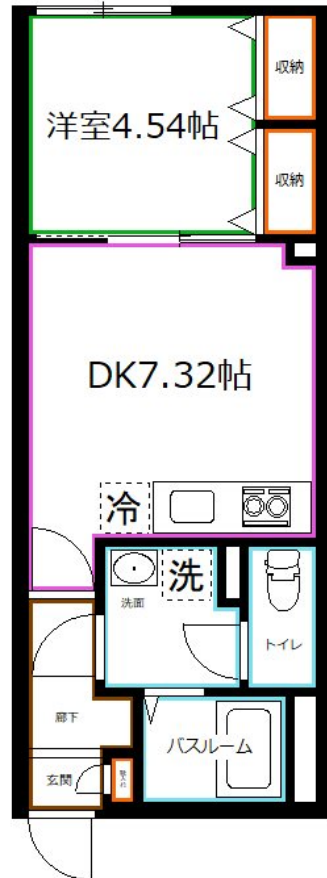 収納
洋室4.54帖
収納
DK7.32帖
冷
洗
洗面
トイレ
廊下
バスルーム
玄関